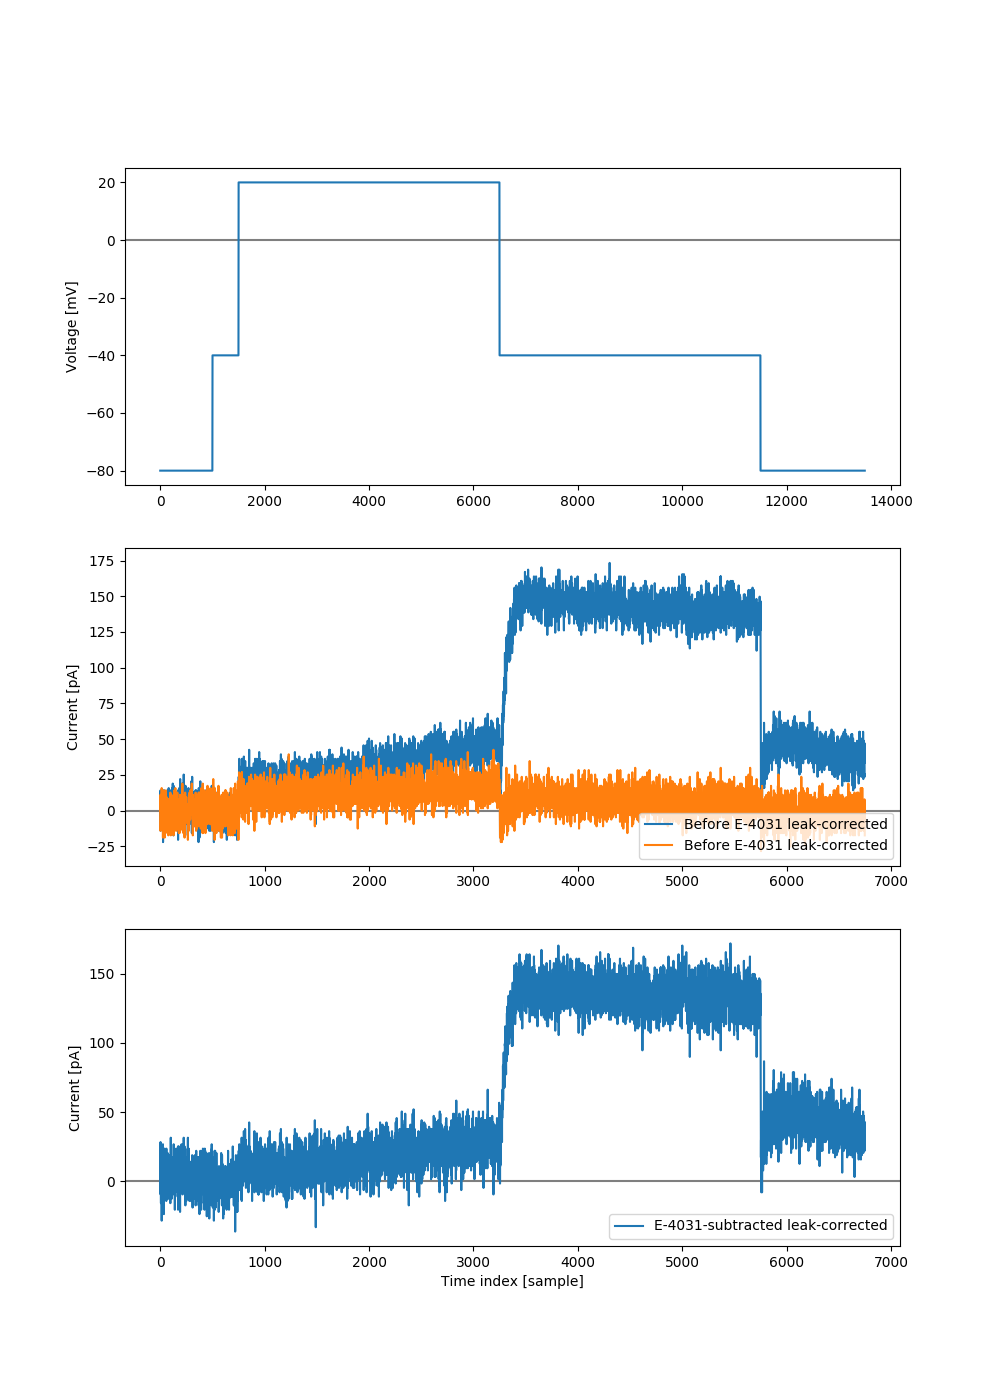 Voltage [mV]
20
0
−20
−40
−60
−80
0 2000 4000 6000 8000 10000 12000 14000
Current [pA]
175
150
125
100
75
50
25
0
−25
Before E-4031 leak-corrected
Before E-4031 leak-corrected
0 1000 2000 3000 4000 5000 6000 7000
Current [pA]
150
100
50
0
E-4031-subtracted leak-corrected
0 1000 2000 3000 4000 5000 6000 7000
Time index [sample]